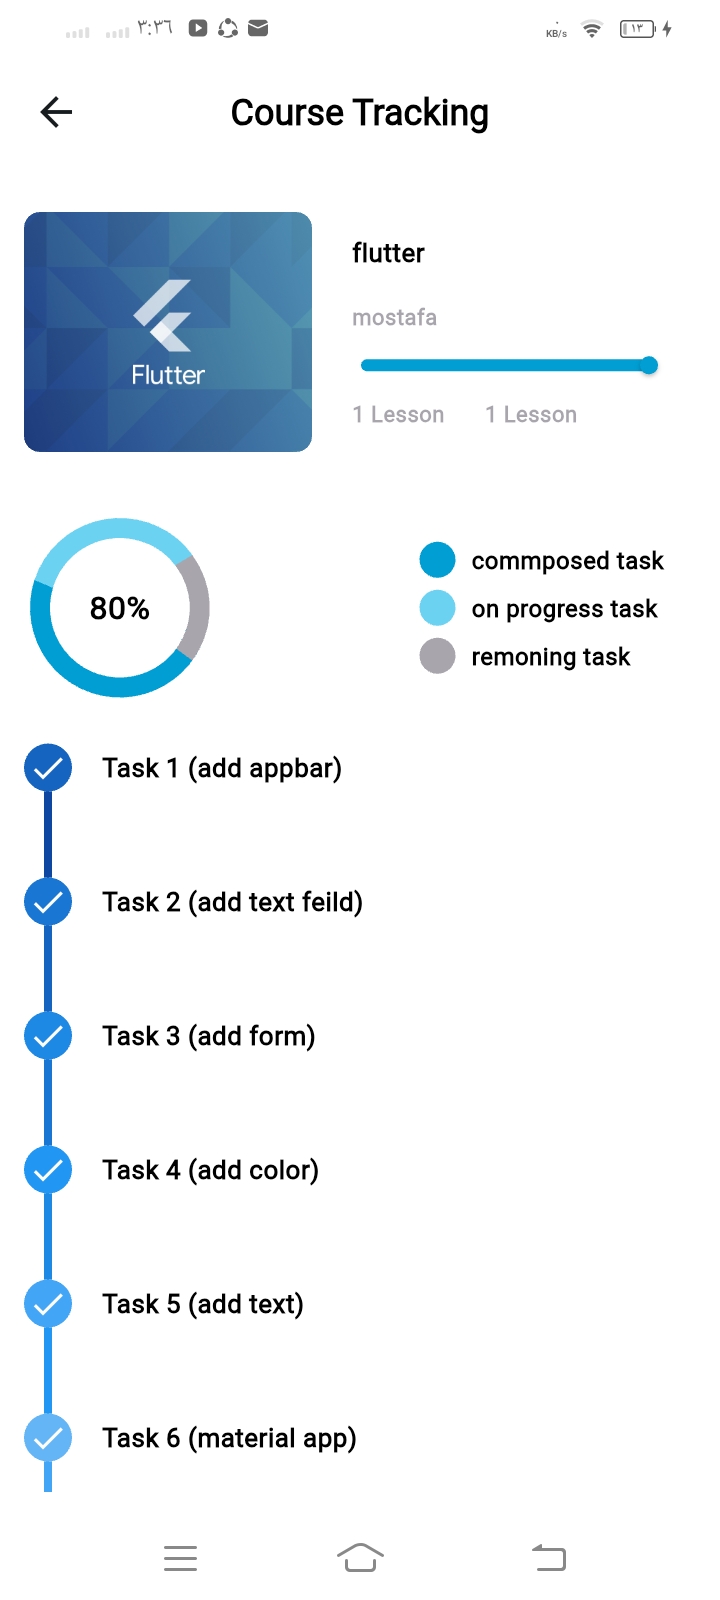 ٣:٣٦ KB/s ١٣
Course Tracking
Flutter
flutter
mostafa
1 Lesson 1 Lesson
80%
commposed task
on progress task
remoning task
Task 1 (add appbar)
Task 2 (add text feild)
Task 3 (add form)
Task 4 (add color)
Task 5 (add text)
Task 6 (material app)